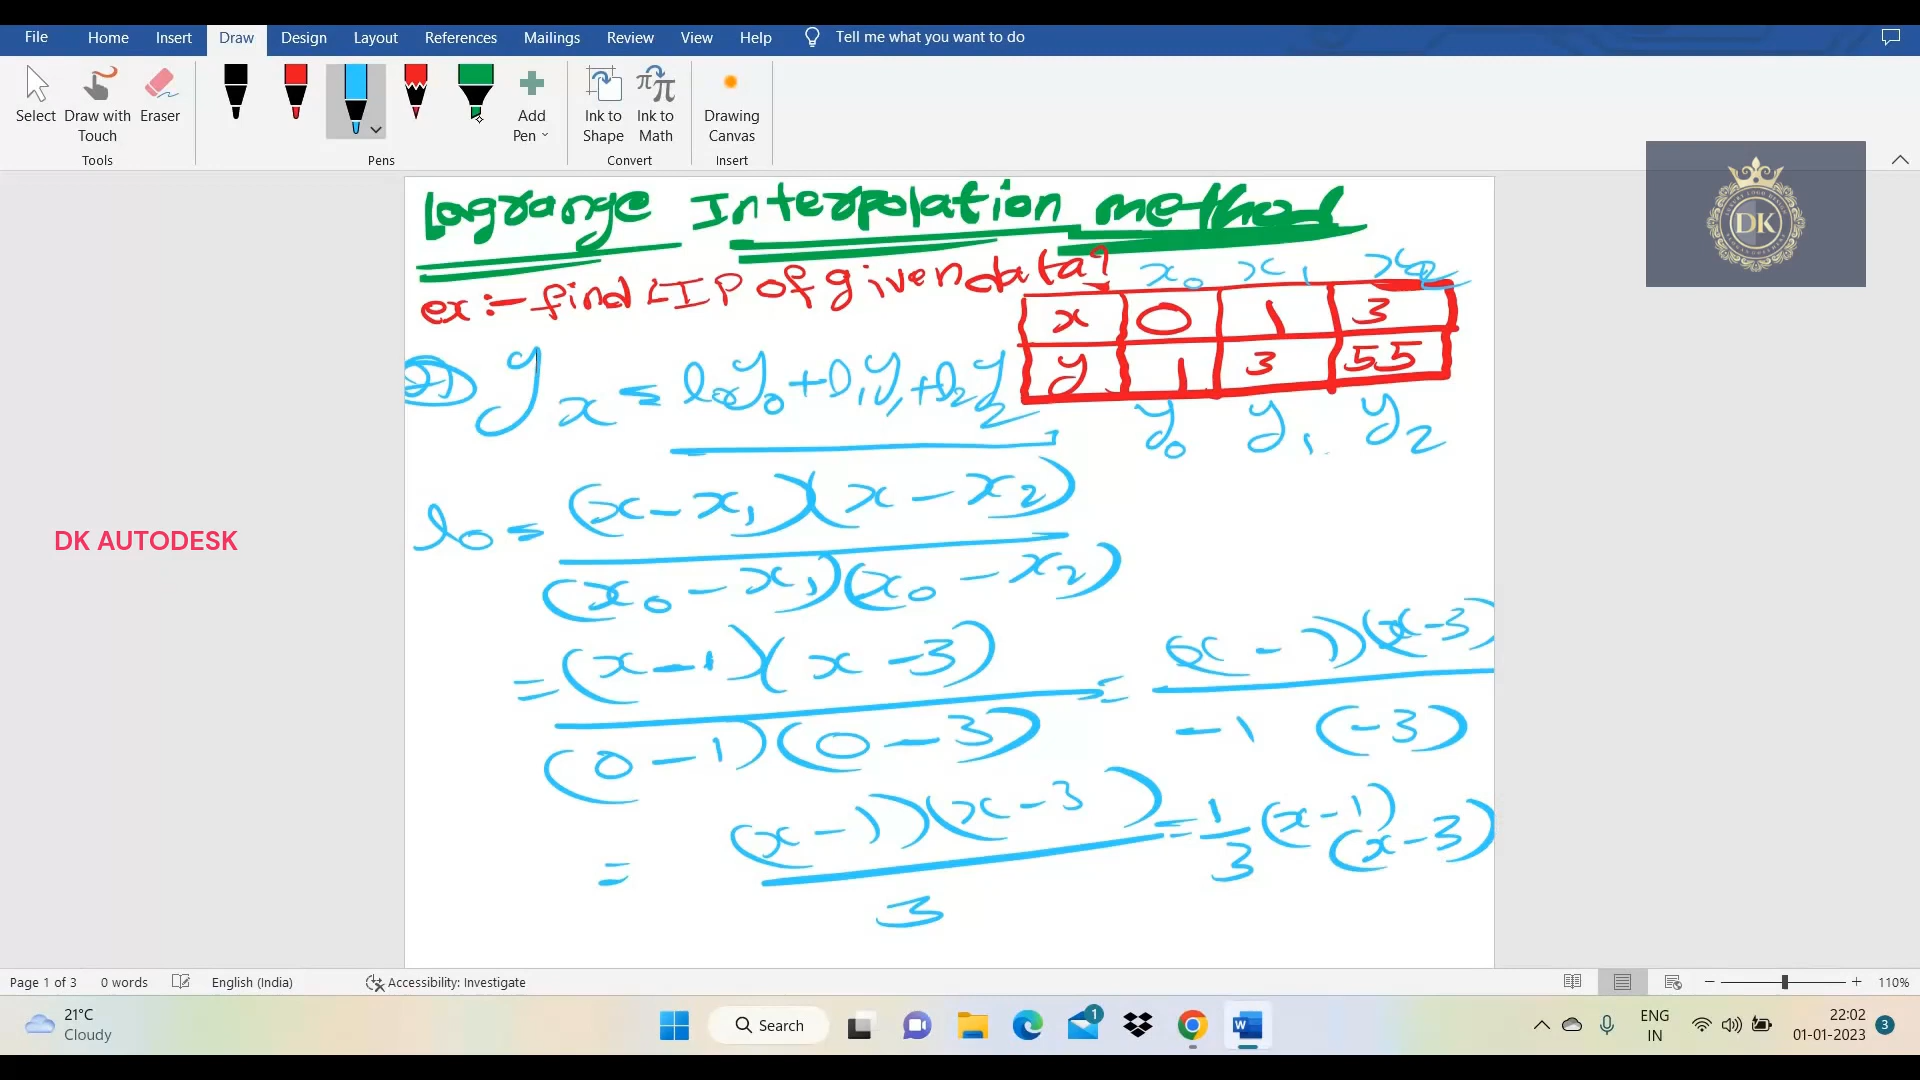 File Home Insert Draw Design Layout References Mailings Review View Help Tell me what you want to do
Select Draw with Touch Eraser Add Pen Ink to Shape Ink to Math Drawing Canvas
Tools Pens Convert Insert
DK
Lagrange Interpolation method
ex:- find LIP of given data?
x₀ x₁ x₂
x 0 1 3
y 1 3 55
y₀ y₁ y₂
yₓ = l₀y₀ + l₁y₁ + l₂y₂
l₀ = (x - x₁)(x - x₂)
(x₀ - x₁)(x₀ - x₂)
= (x - 1)(x - 3) = (x - 1)(x - 3)
(0 - 1)(0 - 3) -1 (-3)
= (x - 1)(x - 3) = 1 (x - 1)(x - 3)
3 3
DK AUTODESK
Page 1 of 3 0 words English (India) Accessibility: Investigate 110%
21°C
Cloudy
Search
1
ENG
IN
22:02
01-01-2023
3